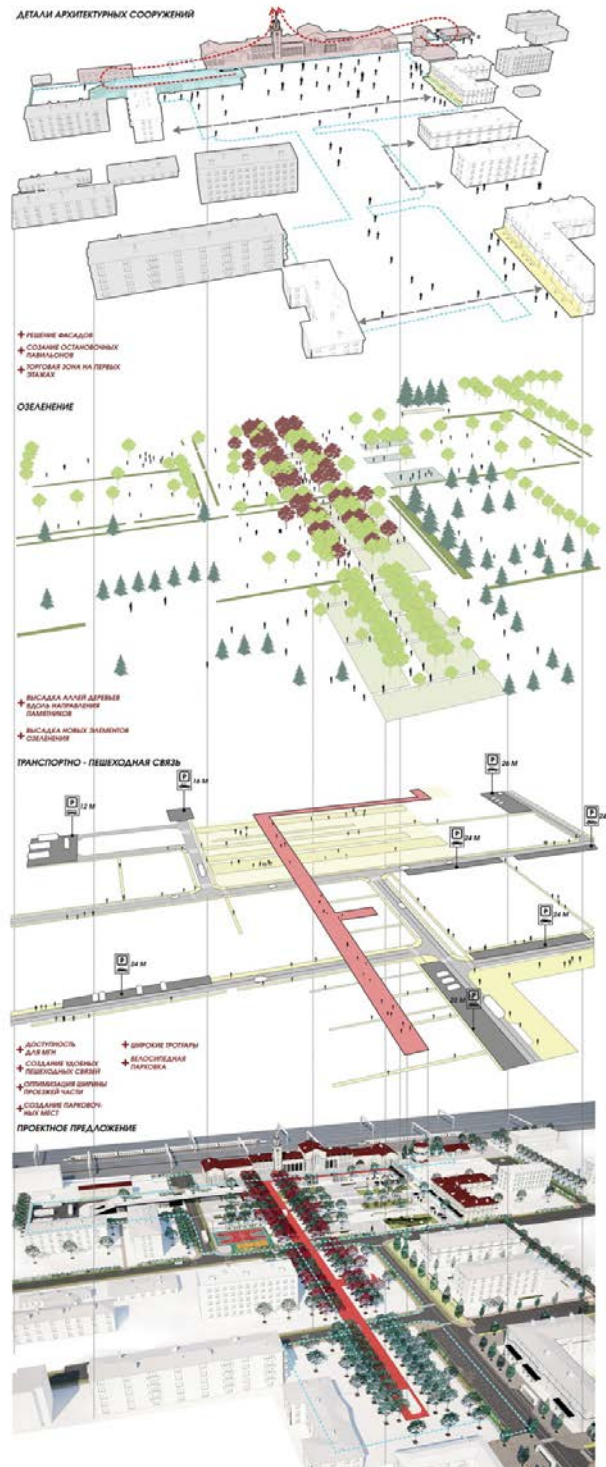 ДЕТАЛИ АРХИТЕКТУРНЫХ СООРУЖЕНИЙ
+ РЕШЕНИЕ ФАСАДОВ
+ СОЗАНИЕ ОСТАНОВОЧНЫХ
ПАВИЛЬОНОВ
+ ТОРГОВАЯ ЗОНА НА ПЕРВЫХ
ЭТАЖАХ
ОЗЕЛЕНЕНИЕ
+ ВЫСАДКА АЛЛЕЙ ДЕРЕВЬЕВ
ВДОЛЬ НАПРАВЛЕНИЯ
ПАМЯТНИКОВ
+ ВЫСАДКА НОВЫХ ЭЛЕМЕНТОВ
ОЗЕЛЕНЕНИЯ
ТРАНСПОРТНО - ПЕШЕХОДНАЯ СВЯЗЬ
P 16 М
P 26 М
P 12 М
P 24
P 24 М
P 24 М
P 34 М
P
+ ДОСТУПНОСТЬ
ДЛЯ МГН
+ СОЗДАНИЕ УДОБНЫХ
ПЕШЕХОДНЫХ СВЯЗЕЙ
+ ОПТИМИЗАЦИЯ ШИРИНЫ
ПРОЕЗЖЕЙ ЧАСТИ
+ СОЗДАНИЕ ПАРКОВОЧ-
НЫХ МЕСТ
+ ШИРОКИЕ ТРОТУАРЫ
+ ВЕЛОСИПЕДНАЯ
ПАРКОВКА
ПРОЕКТНОЕ ПРЕДЛОЖЕНИЕ